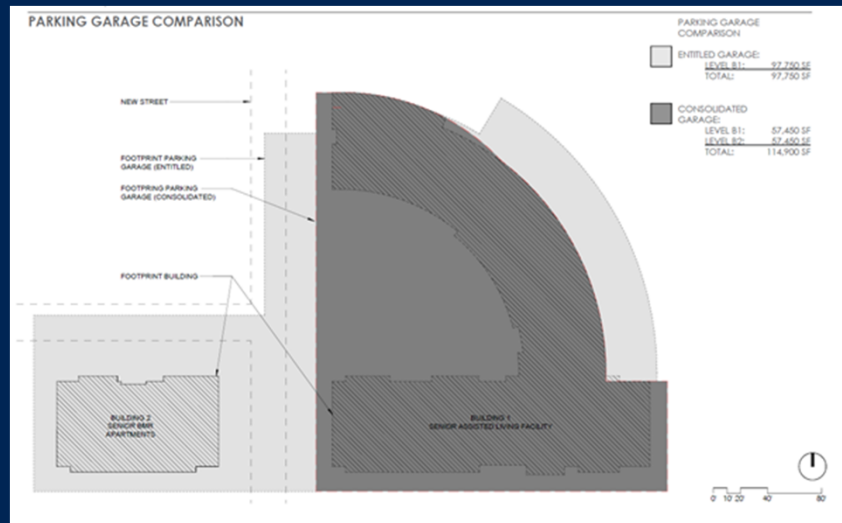 PARKING GARAGE COMPARISON
PARKING GARAGE
COMPARISON
ENTITLED GARAGE:
LEVEL B1: 97,750 SF
TOTAL: 97,750 SF
CONSOLIDATED
GARAGE:
LEVEL B1: 57,450 SF
LEVEL B2: 57,450 SF
TOTAL: 114,900 SF
NEW STREET
FOOTPRINT PARKING
GARAGE (ENTITLED)
FOOTPRING PARKING
GARAGE (CONSOLIDATED)
FOOTPRINT BUILDING
BUILDING 2
SENIOR BMR
APARTMENTS
BUILDING 1
SENIOR ASSISTED LIVING FACILITY
0' 10' 20' 40' 80'